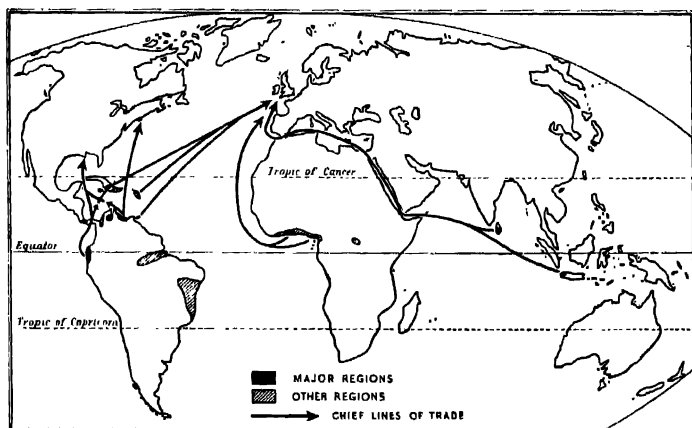 Tropic of Cancer
Equator
Tropic of Capricorn
MAJOR REGIONS
OTHER REGIONS
CHIEF LINES OF TRADE